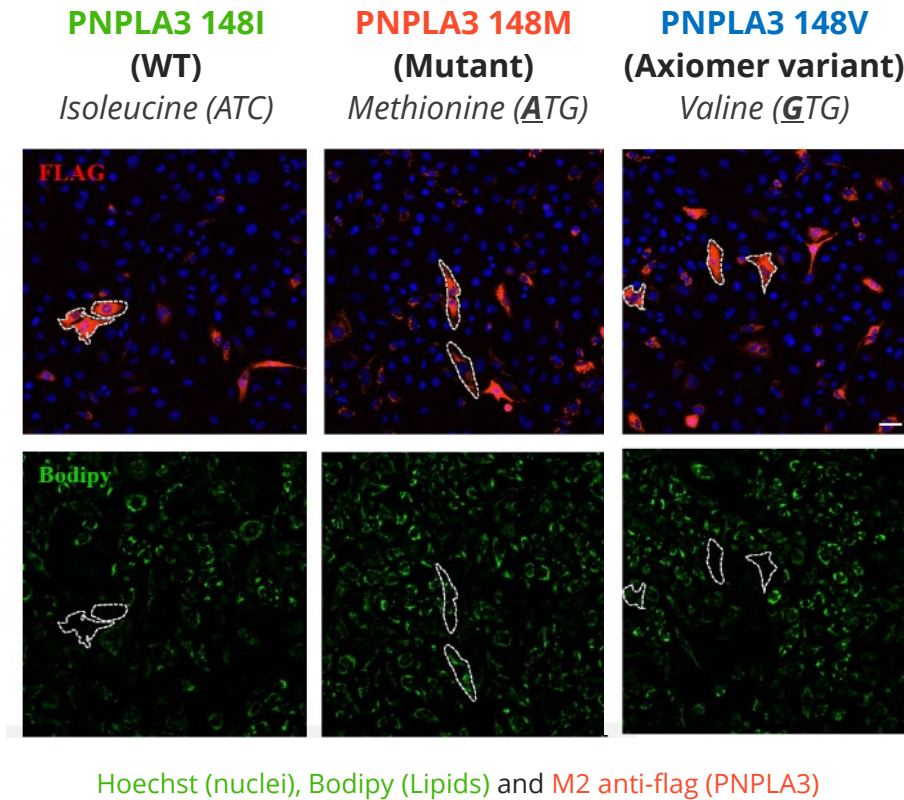 PNPLA3 148I
(WT)
Isoleucine (ATC)
PNPLA3 148M
(Mutant)
Methionine (ATG)
PNPLA3 148V
(Axiomer variant)
Valine (GTG)
FLAG
Bodipy
Hoechst (nuclei), Bodipy (Lipids) and M2 anti-flag (PNPLA3)